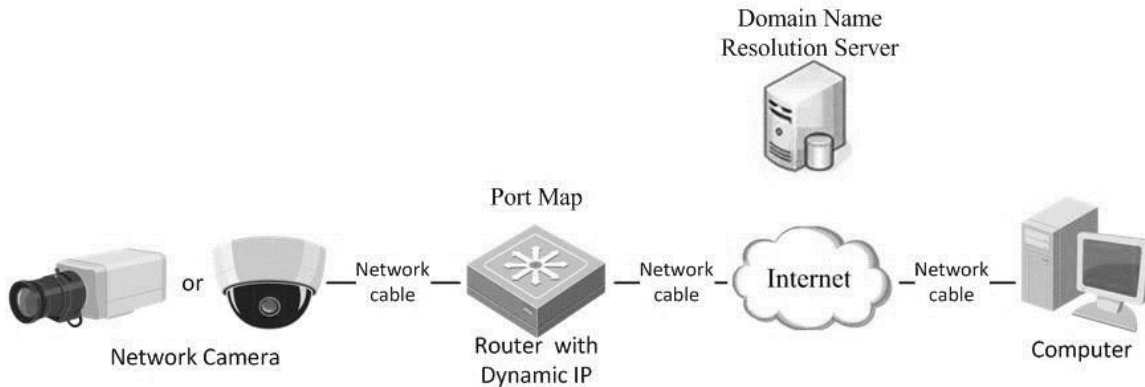 Domain Name
Resolution Server
Port Map
or
Network
cable
Network
cable
Internet
Network
cable
Network Camera
Router with
Dynamic IP
Computer